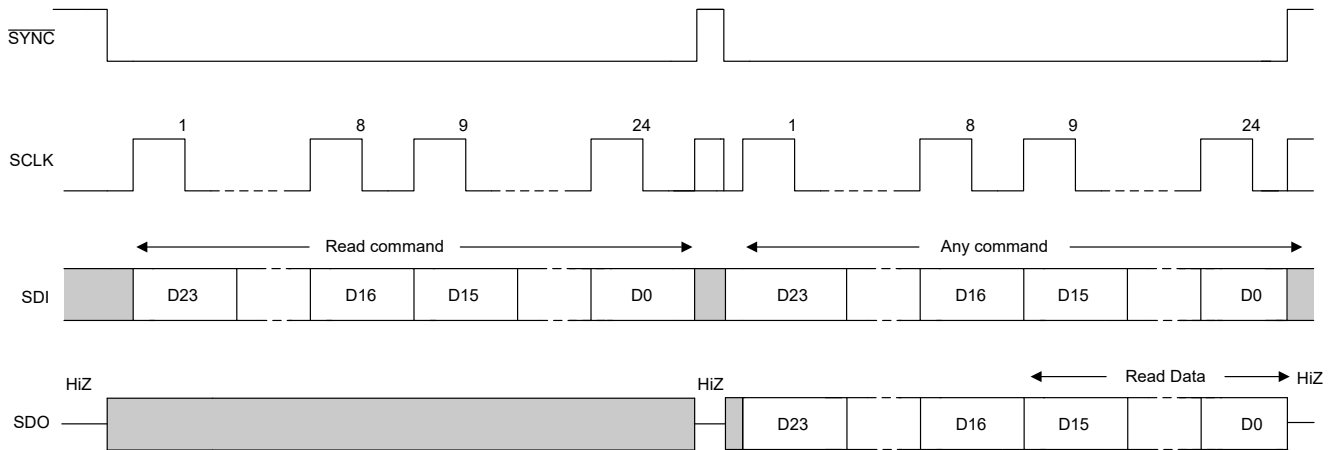 SYNC
1 8 9 24 1 8 9 24
SCLK
Read command Any command
SDI D23 D16 D15 D0 D23 D16 D15 D0
HiZ HiZ Read Data HiZ
SDO D23 D16 D15 D0